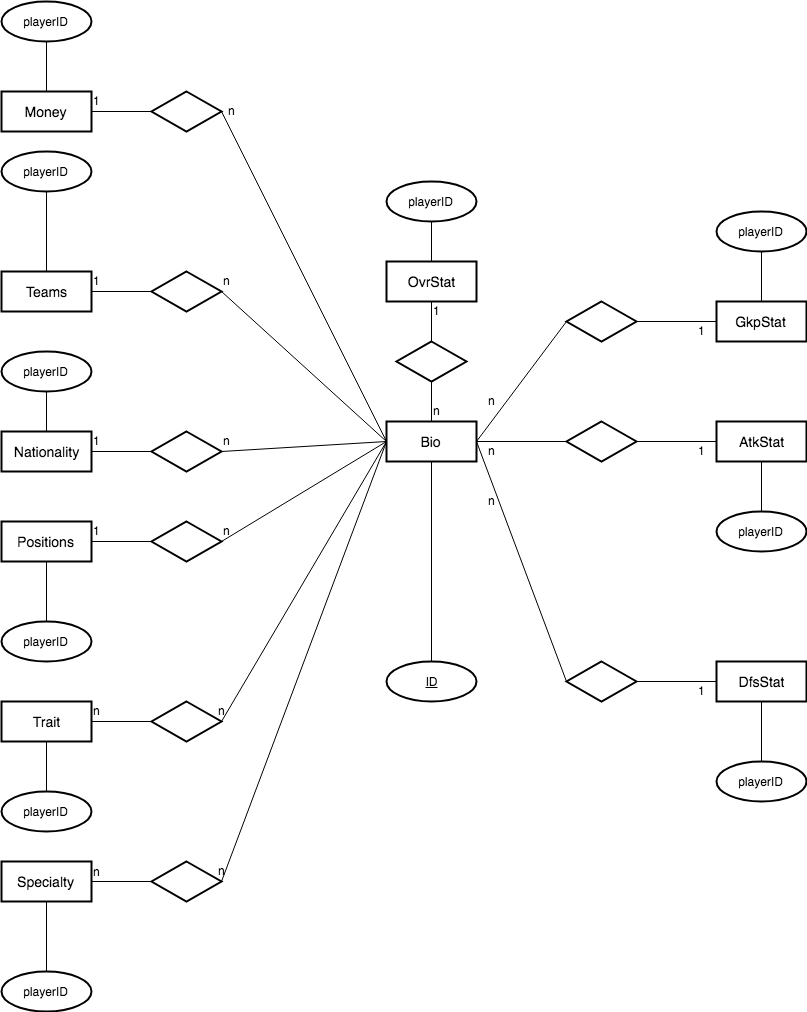 playerID
Money
1
n
playerID
Teams
1
n
playerID
Nationality
1
n
Positions
1
n
playerID
Trait
n
n
playerID
Specialty
n
n
playerID
playerID
OvrStat
1
n
Bio
ID
playerID
GkpStat
n
1
AtkStat
n
1
playerID
n
DfsStat
1
playerID